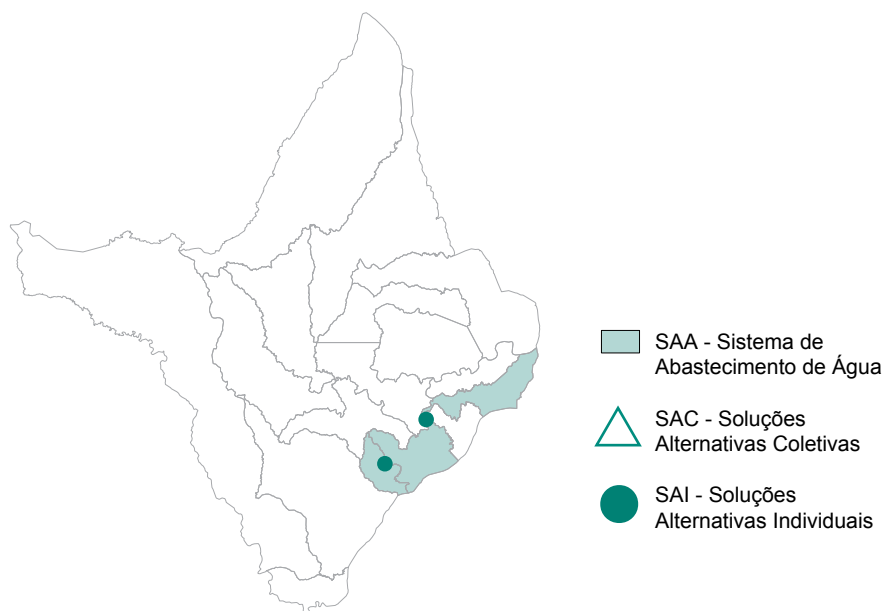 SAA - Sistema de
Abastecimento de Água
SAC - Soluções
Alternativas Coletivas
SAI - Soluções
Alternativas Individuais